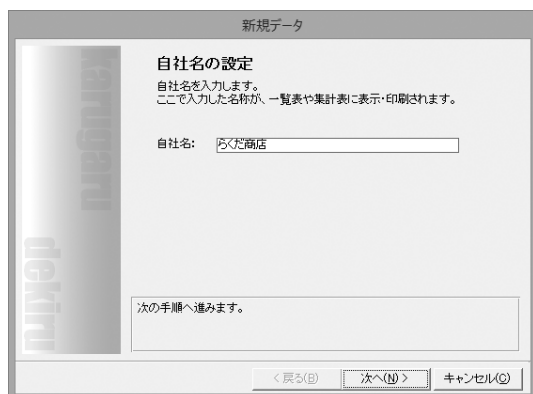 新規データ
karugaru
dekiru
自社名の設定
自社名を入力します。
ここで入力した名称が、一覧表や集計表に表示・印刷されます。
自社名: らくだ商店
次の手順へ進みます。
< 戻る(B) 次へ(N) > キャンセル(C)